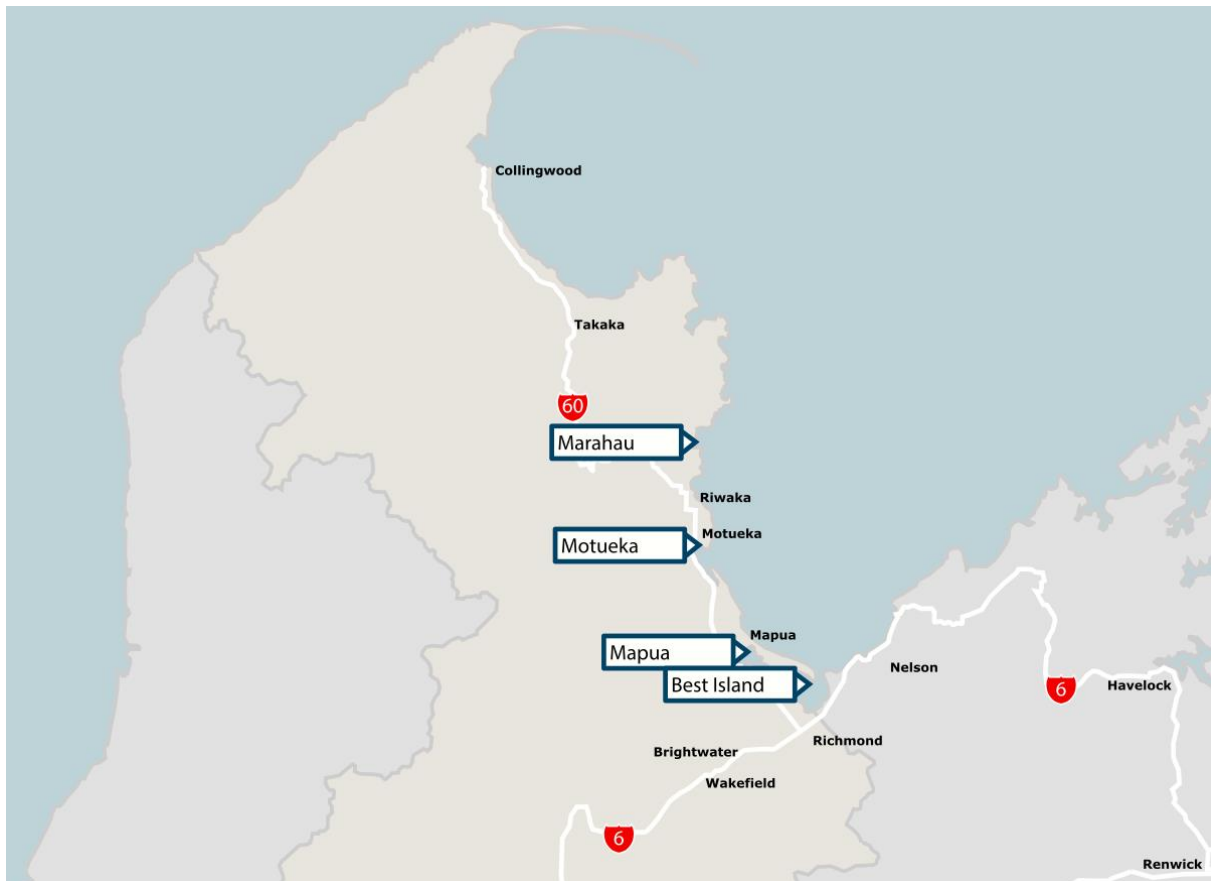 Collingwood
Takaka
60
Marahau
Riwaka
Motueka
Motueka
Mapua
Mapua
Nelson
Best Island
6
Havelock
Richmond
Brightwater
Wakefield
6
Renwick